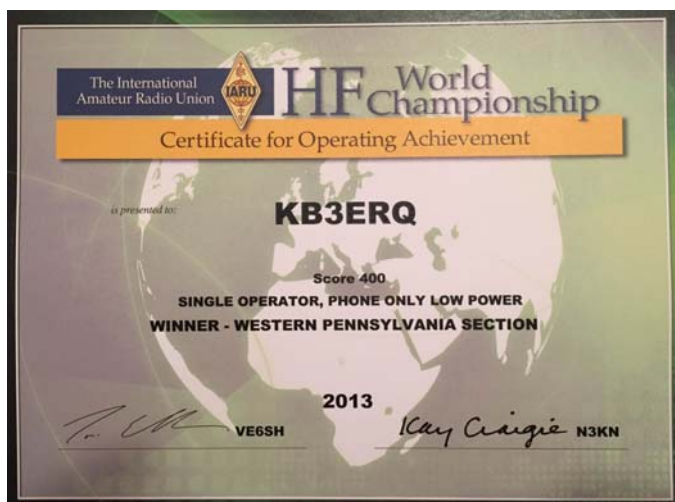 The International
Amateur Radio Union
IARU
HF World
Championship
Certificate for Operating Achievement
is presented to:
KB3ERQ
Score 400
SINGLE OPERATOR, PHONE ONLY LOW POWER
WINNER - WESTERN PENNSYLVANIA SECTION
2013
VE6SH
Kay Craigie N3KN